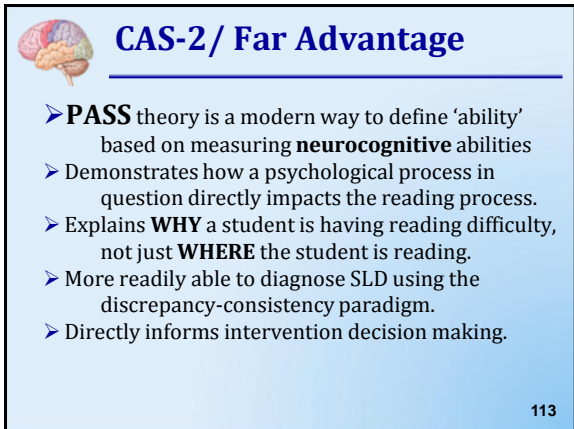 CAS-2/ Far Advantage
➢PASS theory is a modern way to define ‘ability’
based on measuring neurocognitive abilities
➢ Demonstrates how a psychological process in
question directly impacts the reading process.
➢ Explains WHY a student is having reading difficulty,
not just WHERE the student is reading.
➢ More readily able to diagnose SLD using the
discrepancy-consistency paradigm.
➢ Directly informs intervention decision making.
113